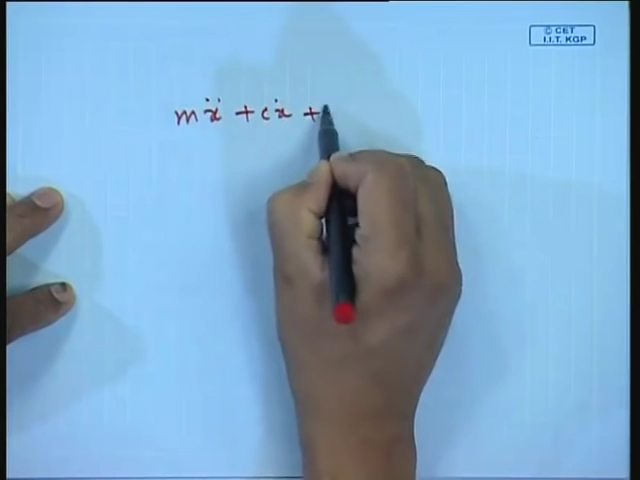 © CET
I.I.T. KGP
mẍ + cẋ +